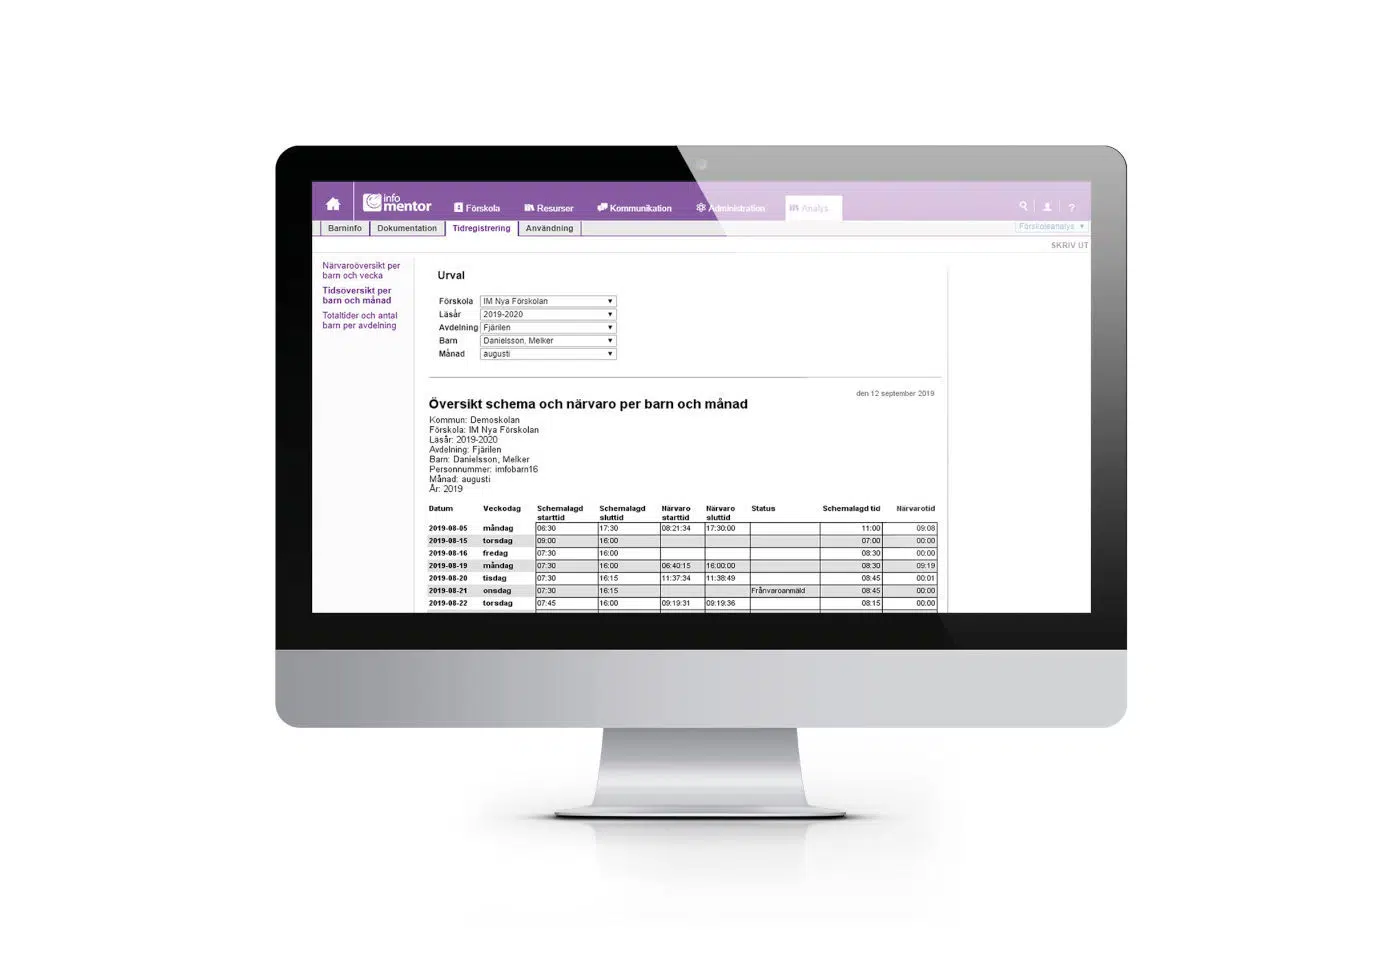 info
mentor
Förskola
Resurser
Kommunikation
Administration
Analys
?
Barninfo
Dokumentation
Tidregistrering
Användning
Förskoleanalys
SKRIV UT
Närvaroöversikt per
barn och vecka
Tidsöversikt per
barn och månad
Totaltider och antal
barn per avdelning
Urval
Förskola IM Nya Förskolan
Läsår 2019-2020
Avdelning Fjärilen
Barn Danielsson, Melker
Månad augusti
den 12 september 2019
Översikt schema och närvaro per barn och månad
Kommun: Demoskolan
Förskola: IM Nya Förskolan
Läsår: 2019-2020
Avdelning: Fjärilen
Barn: Danielsson, Melker
Personnummer: imfobarn16
Månad: augusti
År: 2019
Datum Veckodag Schemalagd starttid Schemalagd sluttid Närvaro starttid Närvaro sluttid Status Schemalagd tid Närvarotid
2019-08-05 måndag 06:30 17:30 08:21:34 17:30:00 11:00 09:08
2019-08-15 torsdag 09:00 16:00 07:00 00:00
2019-08-16 fredag 07:30 16:00 08:30 00:00
2019-08-19 måndag 07:30 16:00 06:40:15 16:00:00 08:30 09:19
2019-08-20 tisdag 07:30 16:15 11:37:34 11:38:49 08:45 00:01
2019-08-21 onsdag 07:30 16:15 Frånvaroanmäld 08:45 00:00
2019-08-22 torsdag 07:45 16:00 09:19:31 09:19:36 08:15 00:00